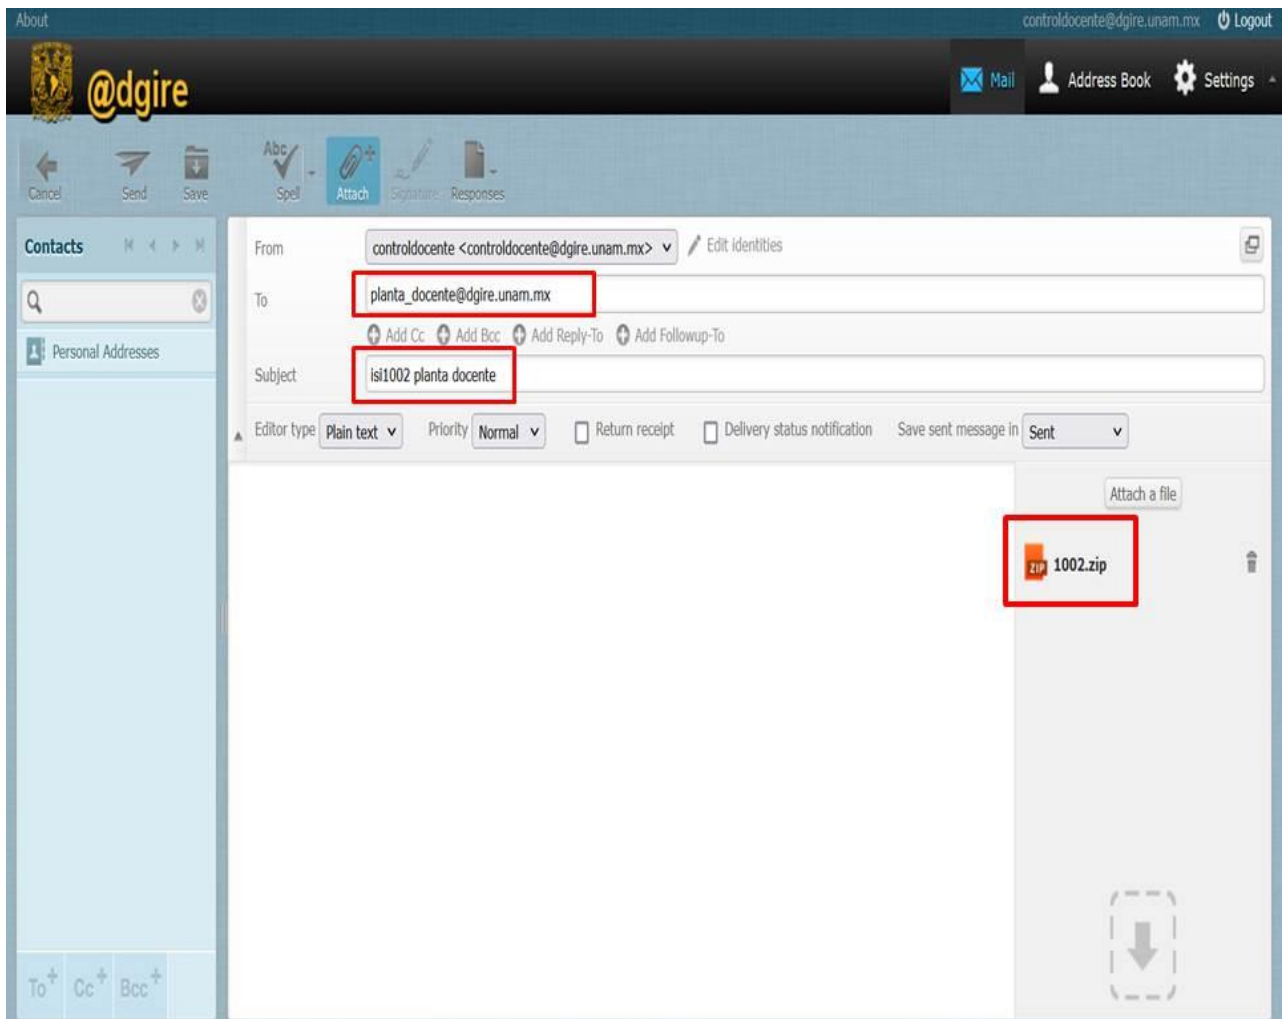 About controldocente@dgire.unam.mx Logout
@dgire Mail Address Book Settings
Abc
Cancel Send Save Spell Attach Signature Responses
Contacts
From controldocente <controldocente@dgire.unam.mx> Edit identities
To planta_docente@dgire.unam.mx
Add Cc Add Bcc Add Reply-To Add Followup-To
Personal Addresses
Subject isi1002 planta docente
Editor type Plain text Priority Normal Return receipt Delivery status notification Save sent message in Sent
Attach a file
ZIP 1002.zip
To Cc Bcc